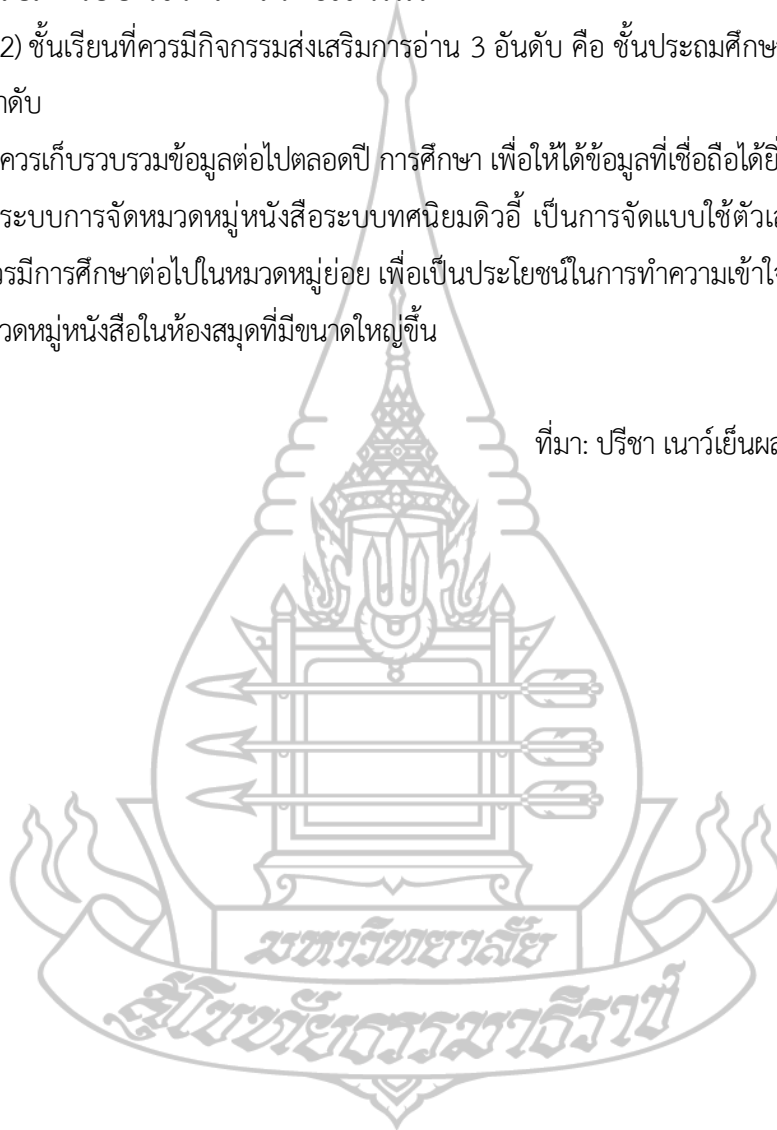 2) ชั้นเรียนที่ควรมีกิจกรรมส่งเสริมการอ่าน 3 อันดับ คือ ชั้นประถมศึกษา
าดับ
ควรเก็บรวบรวมข้อมูลต่อไปตลอดปี การศึกษา เพื่อให้ได้ข้อมูลที่เชื่อถือได้ยิ่
ระบบการจัดหมวดหมู่หนังสือระบบทศนิยมดิวอี้ เป็นการจัดแบบใช้ตัวเล
วรมีการศึกษาต่อไปในหมวดหมู่ย่อย เพื่อเป็นประโยชน์ในการทำความเข้าใจ
วดหมู่หนังสือในห้องสมุดที่มีขนาดใหญ่ขึ้น
ที่มา: ปรีชา เนาว์เย็นผล
มหาวิทยาลัย
สุโขทัยธรรมาธิราช